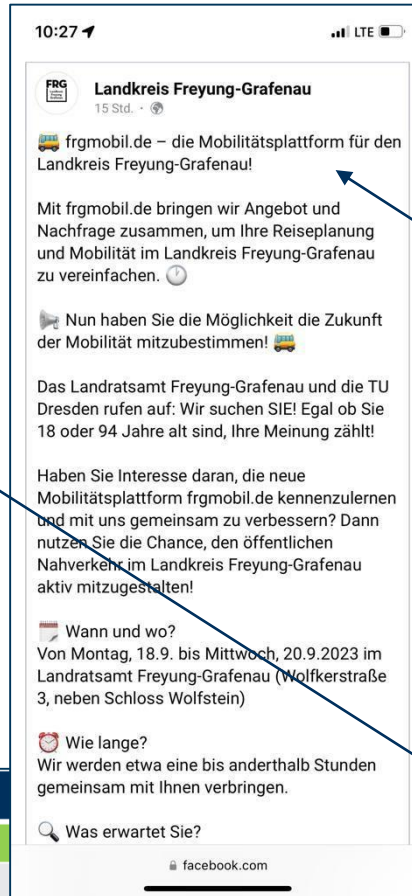 10:27
LTE
FRG
Landkreis Freyung-Grafenau
15 Std. ·
frgmobil.de – die Mobilitätsplattform für den
Landkreis Freyung-Grafenau!
Mit frgmobil.de bringen wir Angebot und
Nachfrage zusammen, um Ihre Reiseplanung
und Mobilität im Landkreis Freyung-Grafenau
zu vereinfachen.
Nun haben Sie die Möglichkeit die Zukunft
der Mobilität mitzubestimmen!
Das Landratsamt Freyung-Grafenau und die TU
Dresden rufen auf: Wir suchen SIE! Egal ob Sie
18 oder 94 Jahre alt sind, Ihre Meinung zählt!
Haben Sie Interesse daran, die neue
Mobilitätsplattform frgmobil.de kennenzulernen
und mit uns gemeinsam zu verbessern? Dann
nutzen Sie die Chance, den öffentlichen
Nahverkehr im Landkreis Freyung-Grafenau
aktiv mitzugestalten!
Wann und wo?
Von Montag, 18.9. bis Mittwoch, 20.9.2023 im
Landratsamt Freyung-Grafenau (Wolfkerstraße
3, neben Schloss Wolfstein)
Wie lange?
Wir werden etwa eine bis anderthalb Stunden
gemeinsam mit Ihnen verbringen.
Was erwartet Sie?
facebook.com